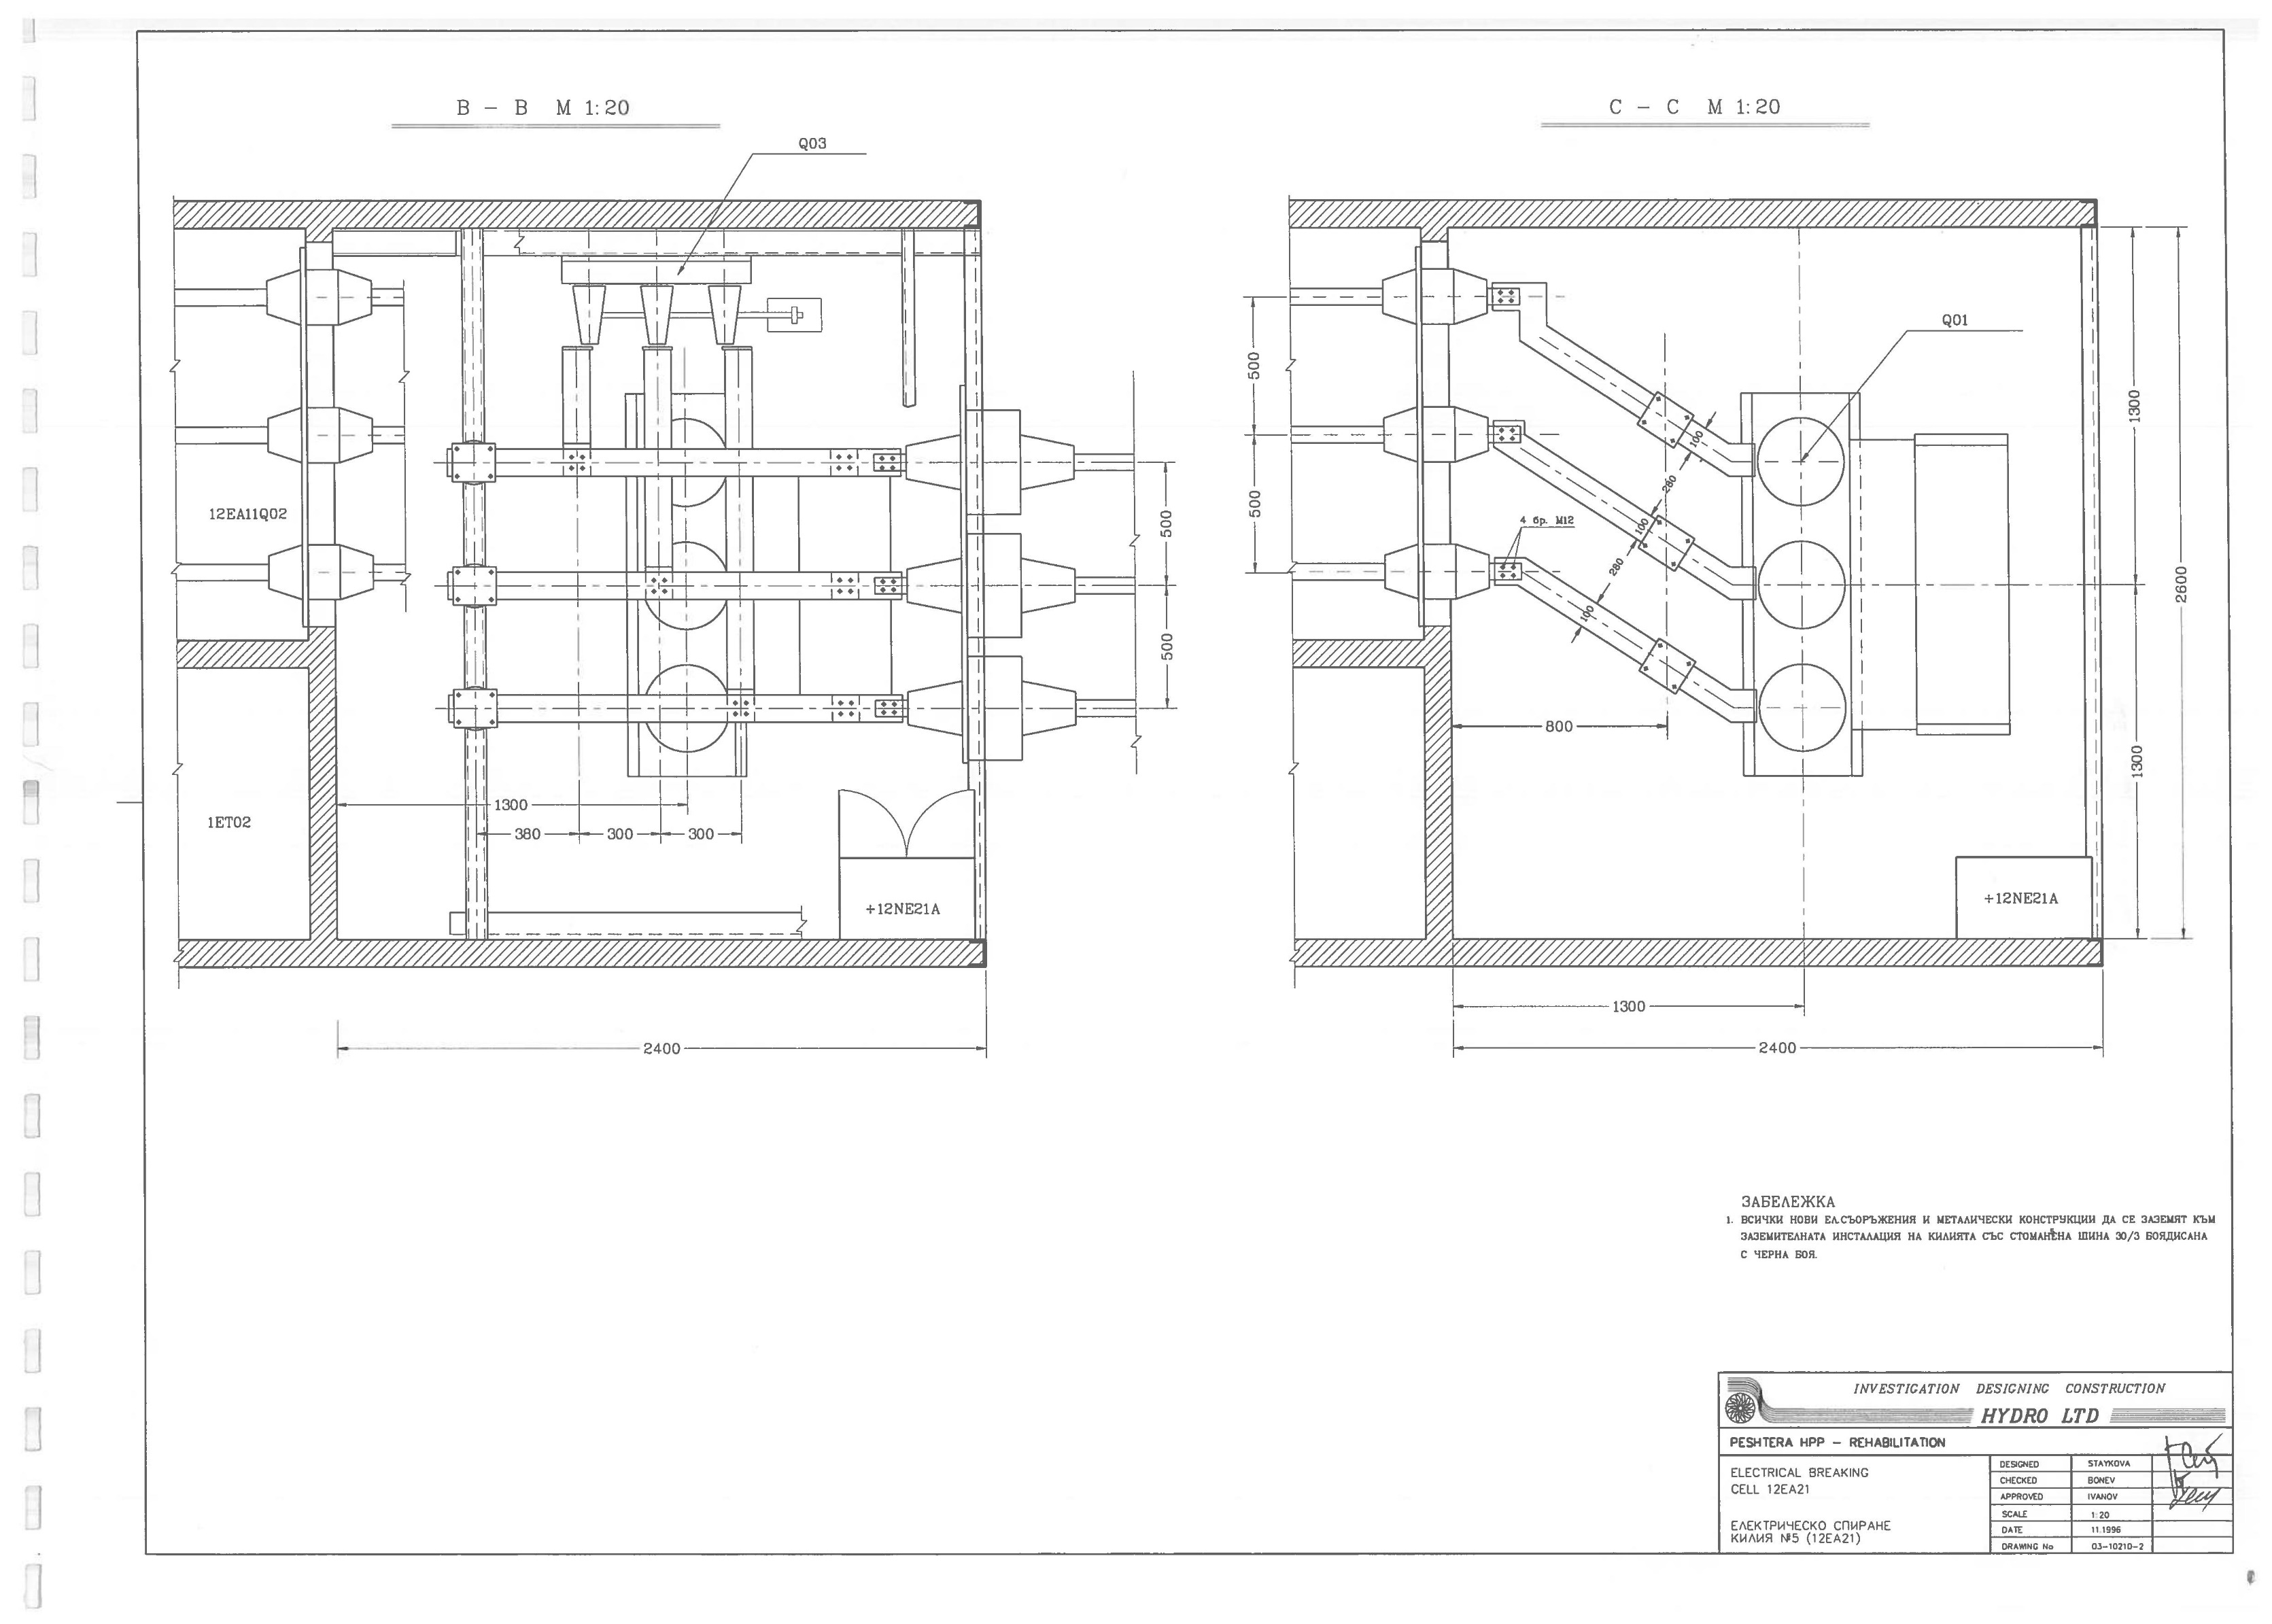 B – B M 1:20
Q03
12EA11Q02
1ET02
500
500
1300
380
300
300
+12NE21A
2400
C – C M 1:20
Q01
500
500
4 бр. М12
100
280
100
280
100
800
1300
1300
2600
+12NE21A
1300
2400
ЗАБЕЛЕЖКА
1. ВСИЧКИ НОВИ ЕЛ.СЪОРЪЖЕНИЯ И МЕТАЛИЧЕСКИ КОНСТРУКЦИИ ДА СЕ ЗАЗЕМЯТ КЪМ
ЗАЗЕМИТЕЛНАТА ИНСТАЛАЦИЯ НА КИЛИЯТА СЪС СТОМАНЕНА ШИНА 30/3 БОЯДИСАНА
С ЧЕРНА БОЯ.
INVESTIGATION DESIGNING CONSTRUCTION
HYDRO LTD
PESHTERA HPP – REHABILITATION
ELECTRICAL BREAKING
CELL 12EA21
ЕЛЕКТРИЧЕСКО СПИРАНЕ
КИЛИЯ №5 (12EA21)
DESIGNED STAYKOVA
CHECKED BONEV
APPROVED IVANOV
SCALE 1:20
DATE 11.1996
DRAWING No 03-10210-2